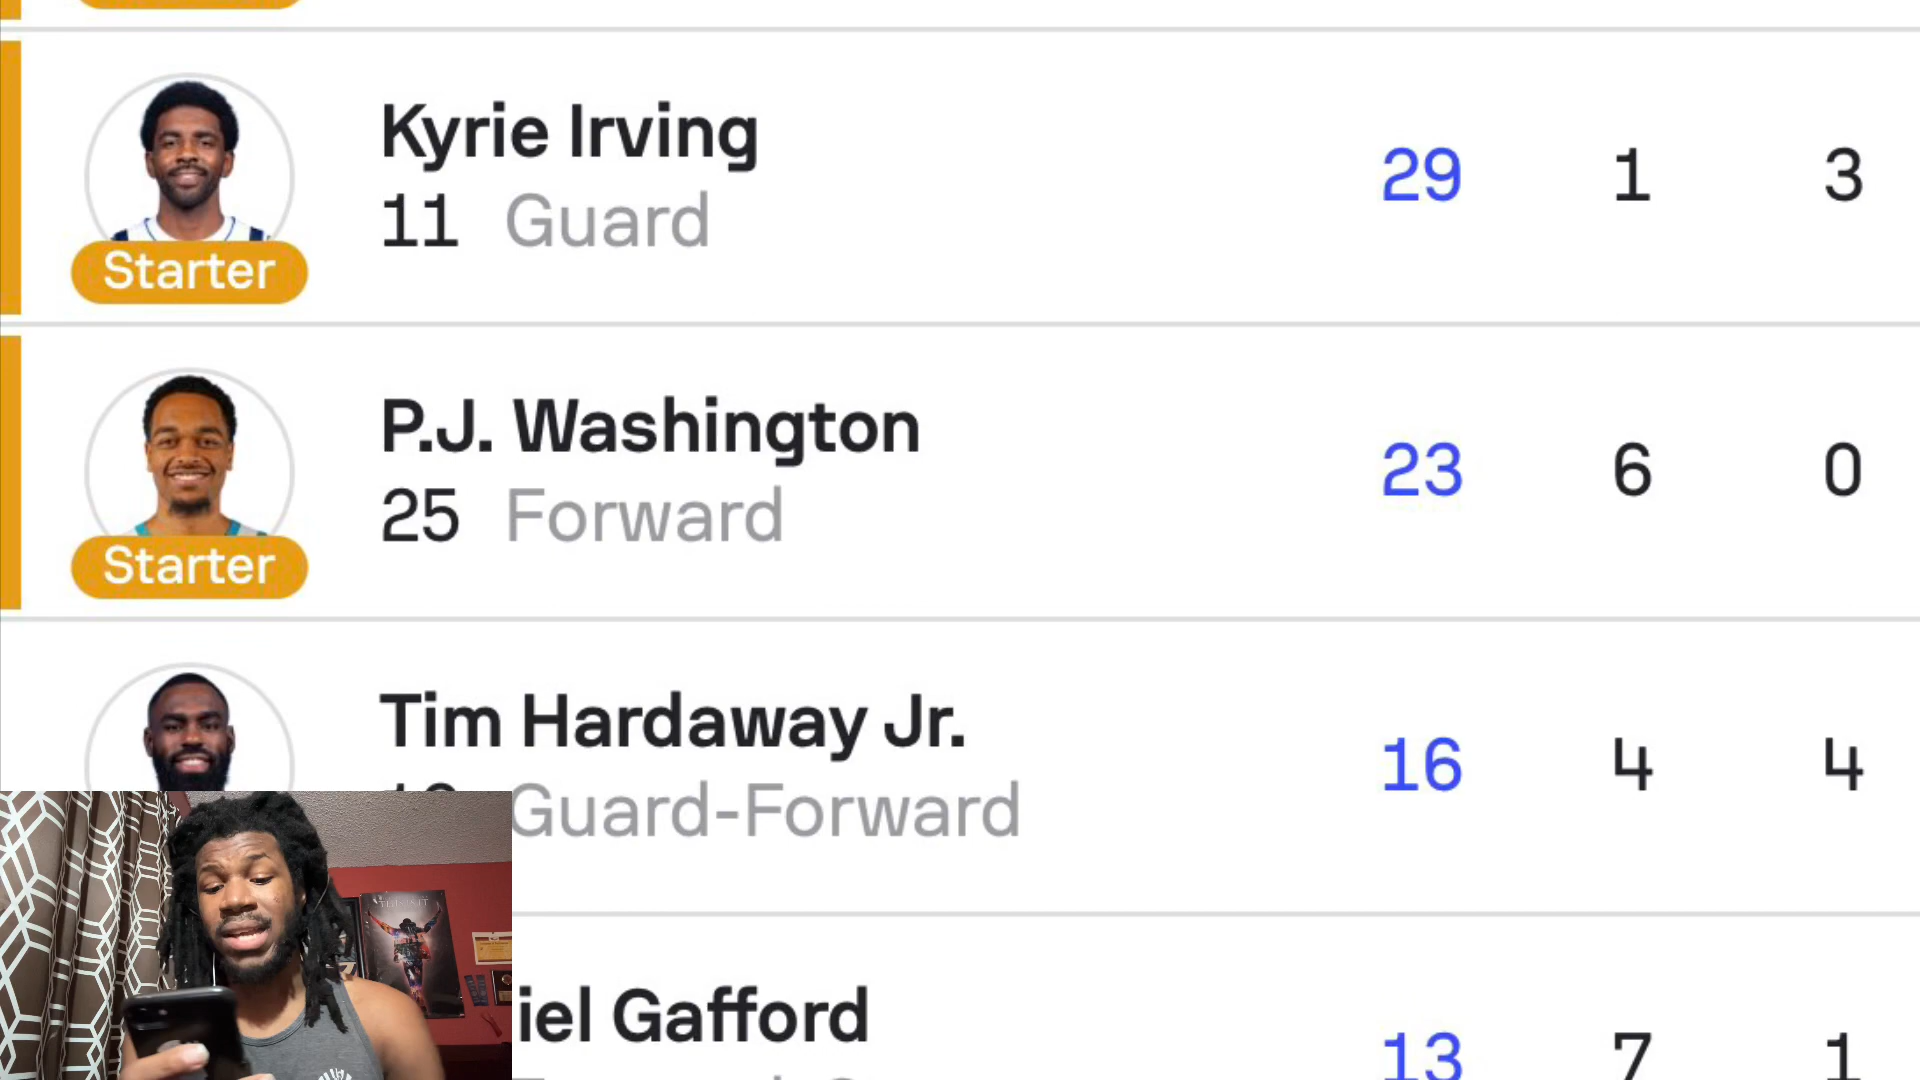 Kyrie Irving
11 Guard
29 1 3
Starter
P.J. Washington
25 Forward
23 6 0
Starter
Tim Hardaway Jr.
Guard-Forward
16 4 4
iel Gafford
13 7 1